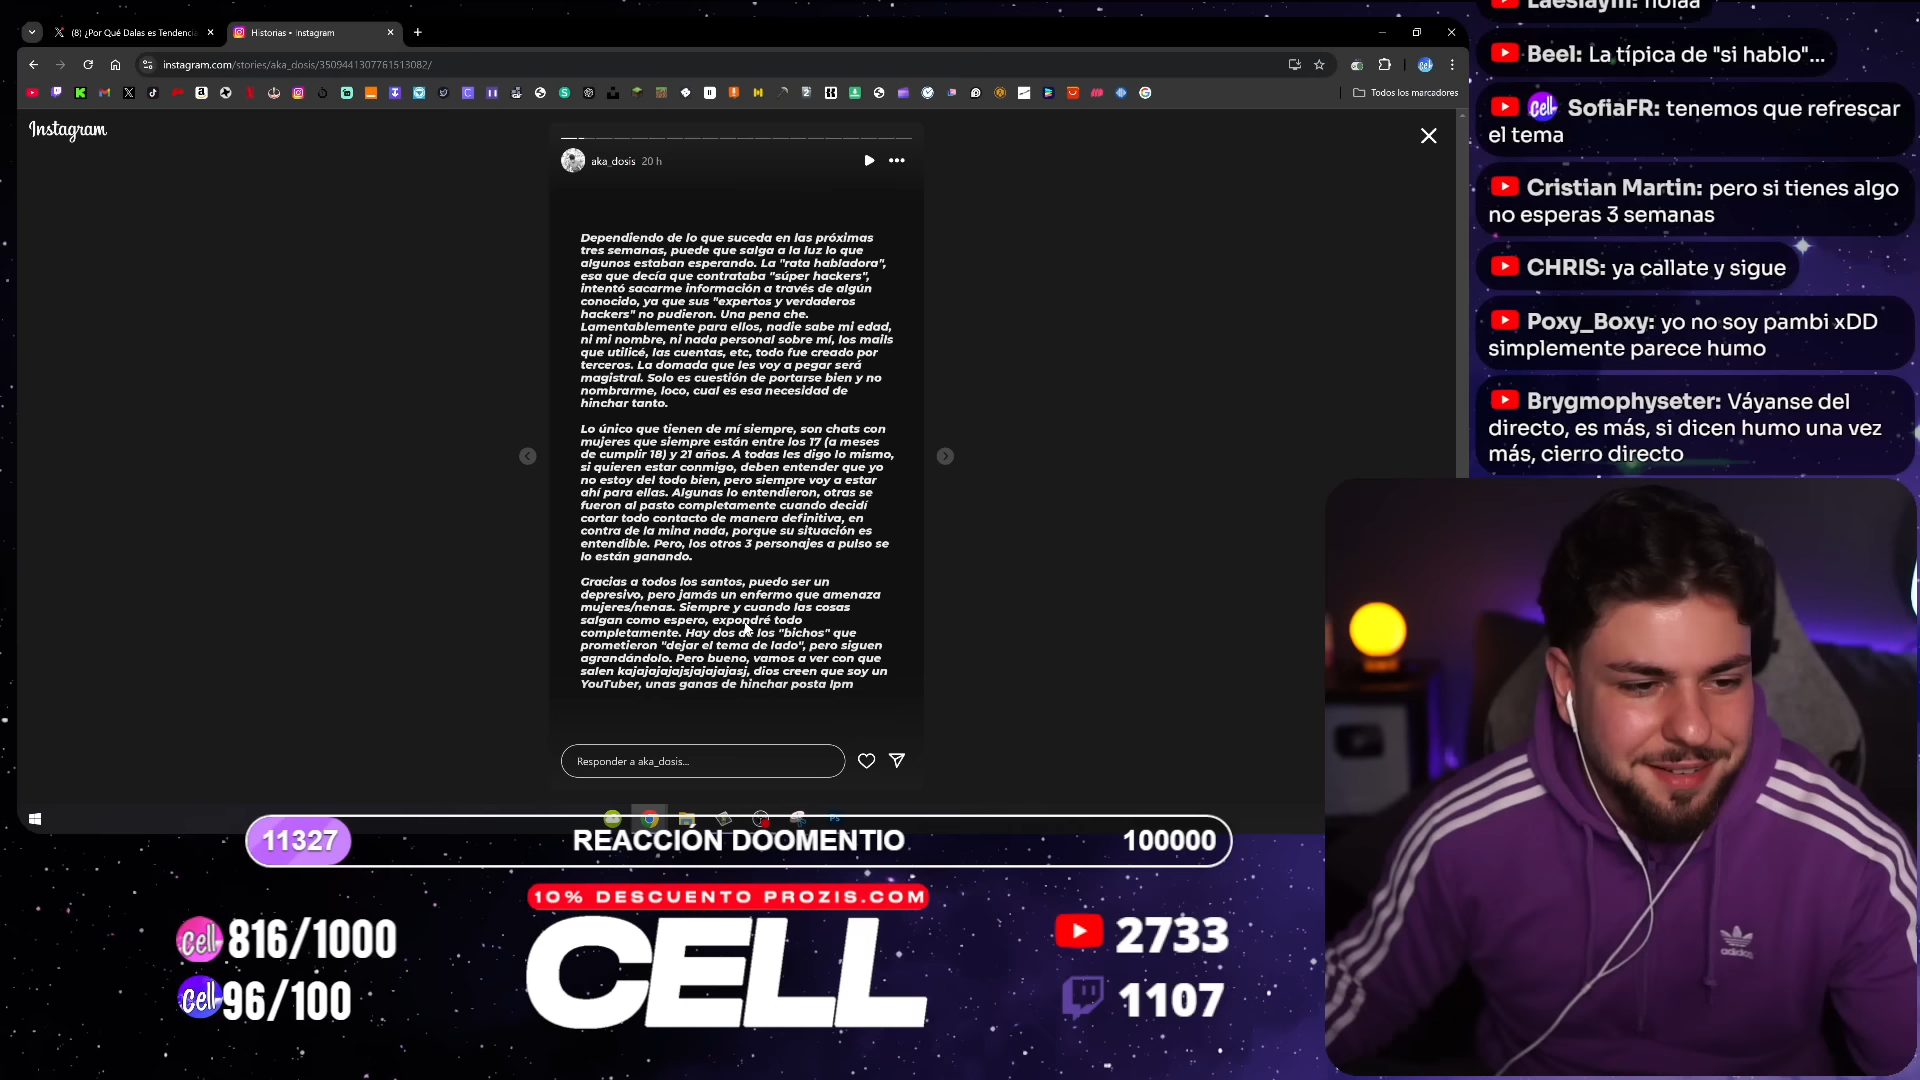 (8) ¿Por Qué Dalas es Tendencia
Historias • Instagram
instagram.com/stories/aka_dosis/3509441307761513082/
Todos los marcadores
Instagram
aka_dosis 20 h
Dependiendo de lo que suceda en las próximas
tres semanas, puede que salga a la luz lo que
algunos estaban esperando. La "rata habladora",
esa que decía que contrataba "súper hackers",
intentó sacarme información a través de algún
conocido, ya que sus "expertos y verdaderos
hackers" no pudieron. Una pena che.
Lamentablemente para ellos, nadie sabe mi edad,
ni mi nombre, ni nada personal sobre mí, los mails
que utilicé, las cuentas, etc, todo fue creado por
terceros. La domada que les voy a pegar será
magistral. Solo es cuestión de portarse bien y no
nombrarme, loco, cual es esa necesidad de
hinchar tanto.
Lo único que tienen de mí siempre, son chats con
mujeres que siempre están entre los 17 (a meses
de cumplir 18) y 21 años. A todas les digo lo mismo,
si quieren estar conmigo, deben entender que yo
no estoy del todo bien, pero siempre voy a estar
ahí para ellas. Algunas lo entendieron, otras se
fueron al pasto completamente cuando decidí
cortar todo contacto de manera definitiva, en
contra de la mina nada, porque su situación es
entendible. Pero, los otros 3 personajes a pulso se
lo están ganando.
Gracias a todos los santos, puedo ser un
depresivo, pero jamás un enfermo que amenaza
mujeres/nenas. Siempre y cuando las cosas
salgan como espero, expondré todo
completamente. Hay dos de los "bichos" que
prometieron "dejar el tema de lado", pero siguen
agrandándolo. Pero bueno, vamos a ver con que
salen kajajajajajsjajajajasj, dios creen que soy un
YouTuber, unas ganas de hinchar posta lpm
Responder a aka_dosis...
Laeslaym: holaa
Beel: La típica de "si hablo"...
SofiaFR: tenemos que refrescar
el tema
Cristian Martin: pero si tienes algo
no esperas 3 semanas
CHRIS: ya callate y sigue
Poxy_Boxy: yo no soy pambi xDD
simplemente parece humo
Brygmophyseter: Váyanse del
directo, es más, si dicen humo una vez
más, cierro directo
11327 REACCIÓN DOOMENTIO 100000
10% DESCUENTO PROZIS.COM
CELL
cell 816/1000
cell 96/100
2733
1107
adidas